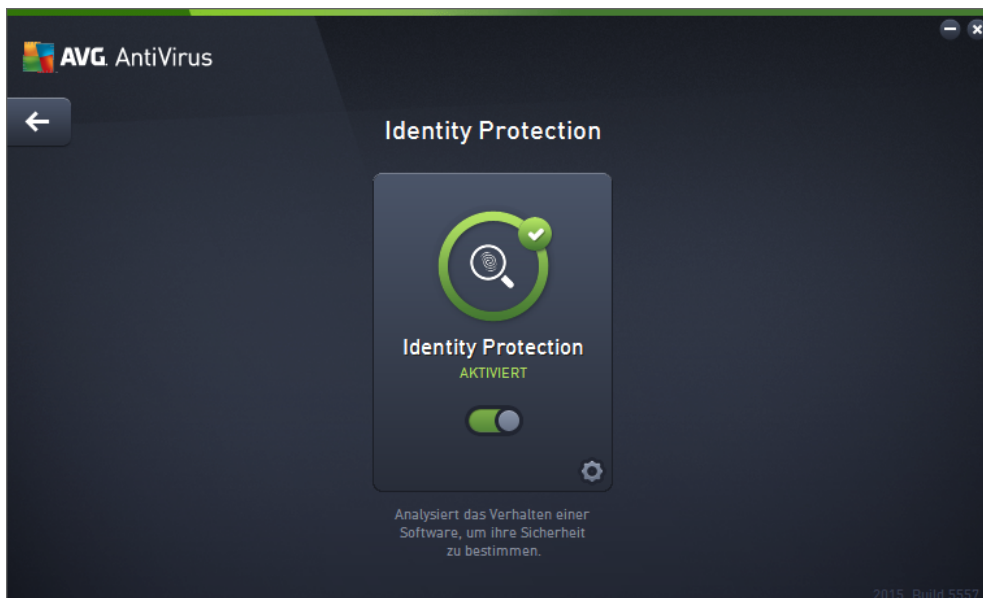 AVG. AntiVirus
Identity Protection
Identity Protection
AKTIVIERT
Analysiert das Verhalten einer
Software, um ihre Sicherheit
zu bestimmen.
2015. Build 5557